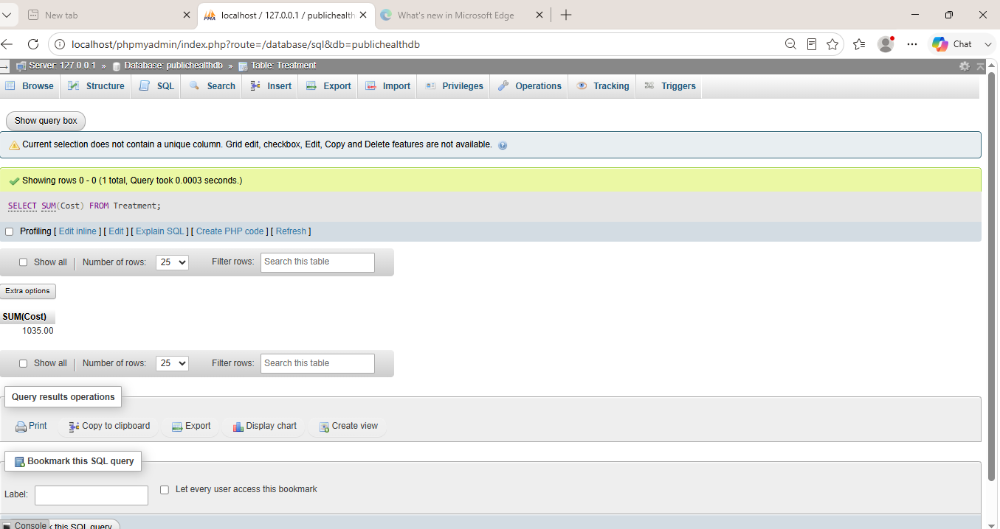 New tab
localhost / 127.0.0.1 / publichealth
What's new in Microsoft Edge
localhost/phpmyadmin/index.php?route=/database/sql&db=publichealthdb
Chat
Server: 127.0.0.1 » Database: publichealthdb » Table: Treatment
Browse Structure SQL Search Insert Export Import Privileges Operations Tracking Triggers
Show query box
Current selection does not contain a unique column. Grid edit, checkbox, Edit, Copy and Delete features are not available.
Showing rows 0 - 0 (1 total, Query took 0.0003 seconds.)
SELECT SUM(Cost) FROM Treatment;
Profiling [ Edit inline ] [ Edit ] [ Explain SQL ] [ Create PHP code ] [ Refresh ]
Show all Number of rows: 25 Filter rows: Search this table
Extra options
SUM(Cost)
1035.00
Show all Number of rows: 25 Filter rows: Search this table
Query results operations
Print Copy to clipboard Export Display chart Create view
Bookmark this SQL query
Label: Let every user access this bookmark
Console k this SQL query